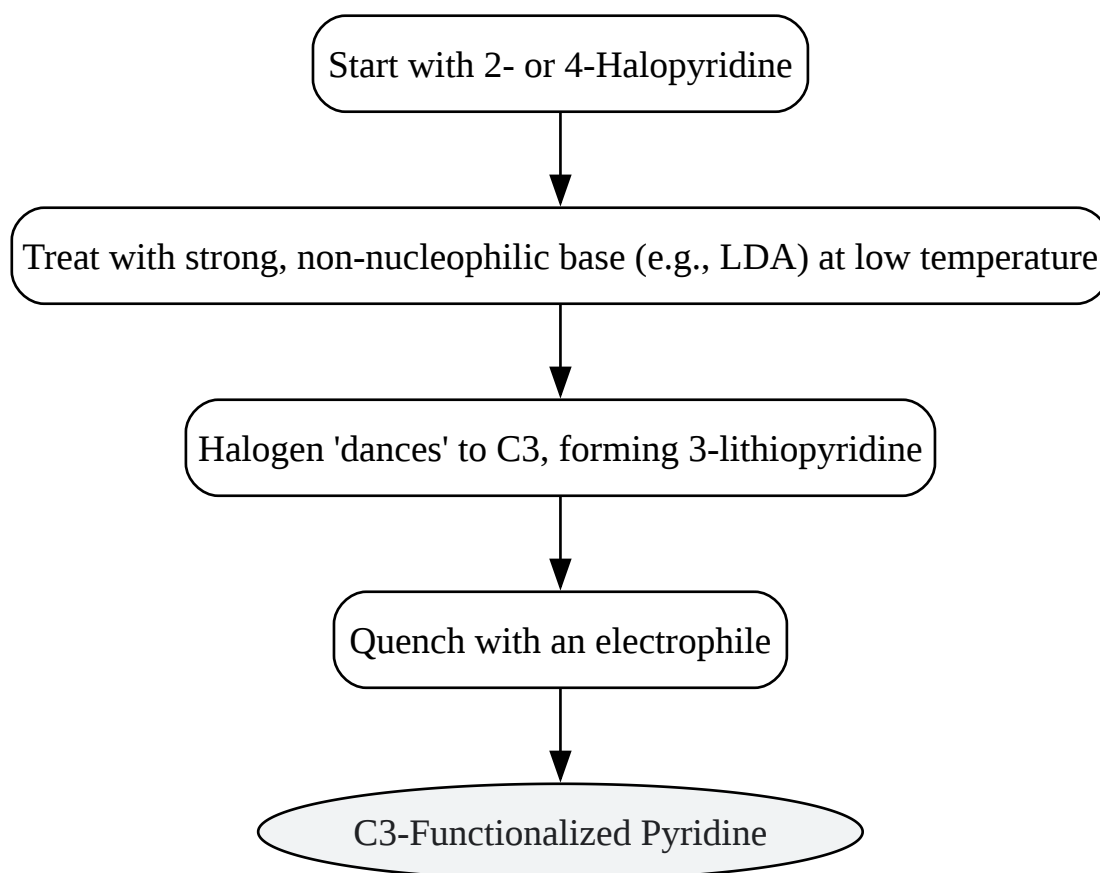 Start with 2- or 4-Halopyridine
Treat with strong, non-nucleophilic base (e.g., LDA) at low temperature
Halogen 'dances' to C3, forming 3-lithiopyridine
Quench with an electrophile
C3-Functionalized Pyridine